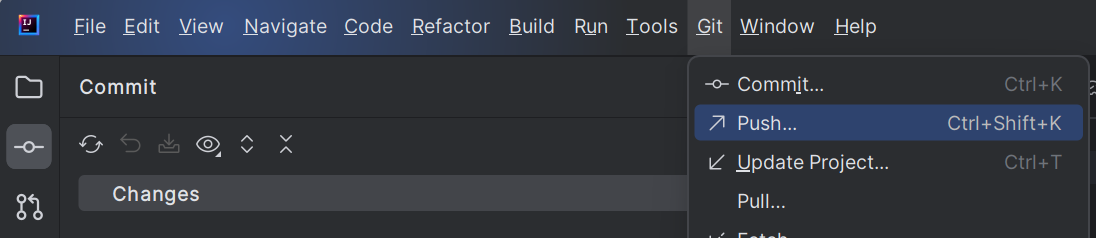 IJ
File Edit View Navigate Code Refactor Build Run Tools Git Window Help
Commit
Commit... Ctrl+K
Push... Ctrl+Shift+K
Update Project... Ctrl+T
Pull...
Changes